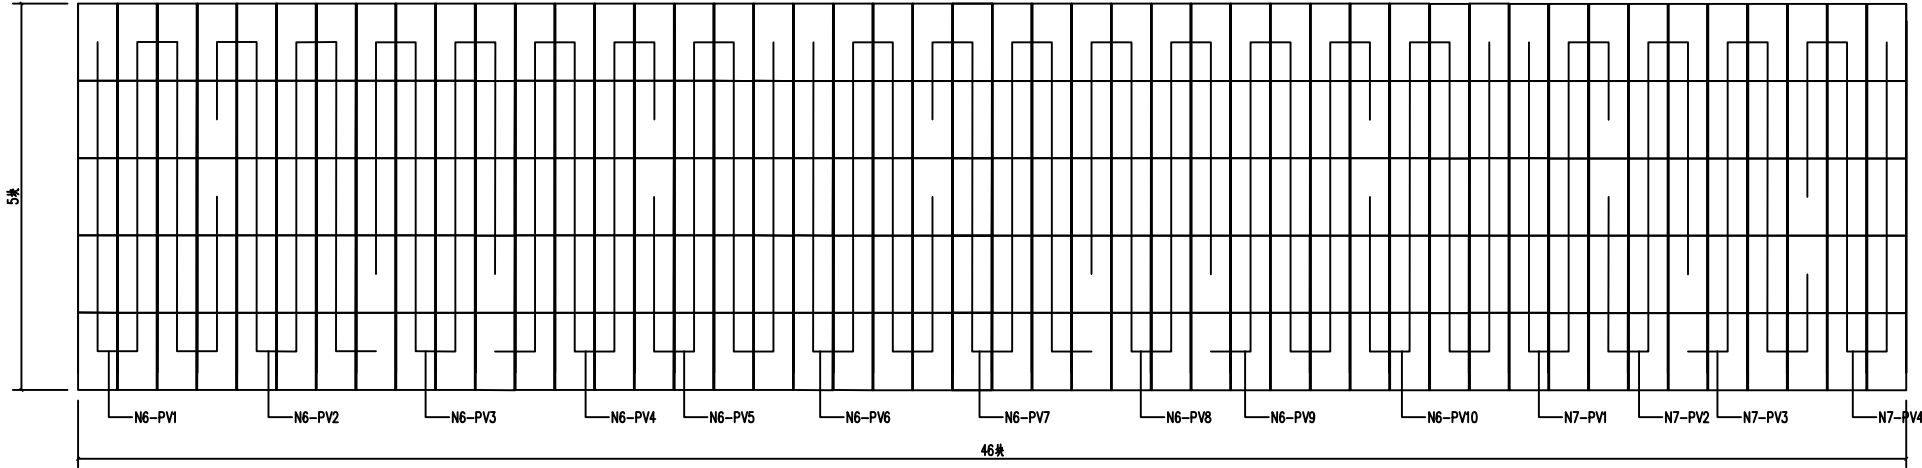 5块
N6-PV1
N6-PV2
N6-PV3
N6-PV4
N6-PV5
N6-PV6
N6-PV7
N6-PV8
N6-PV9
N6-PV10
N7-PV1
N7-PV2
N7-PV3
N7-PV4
46块